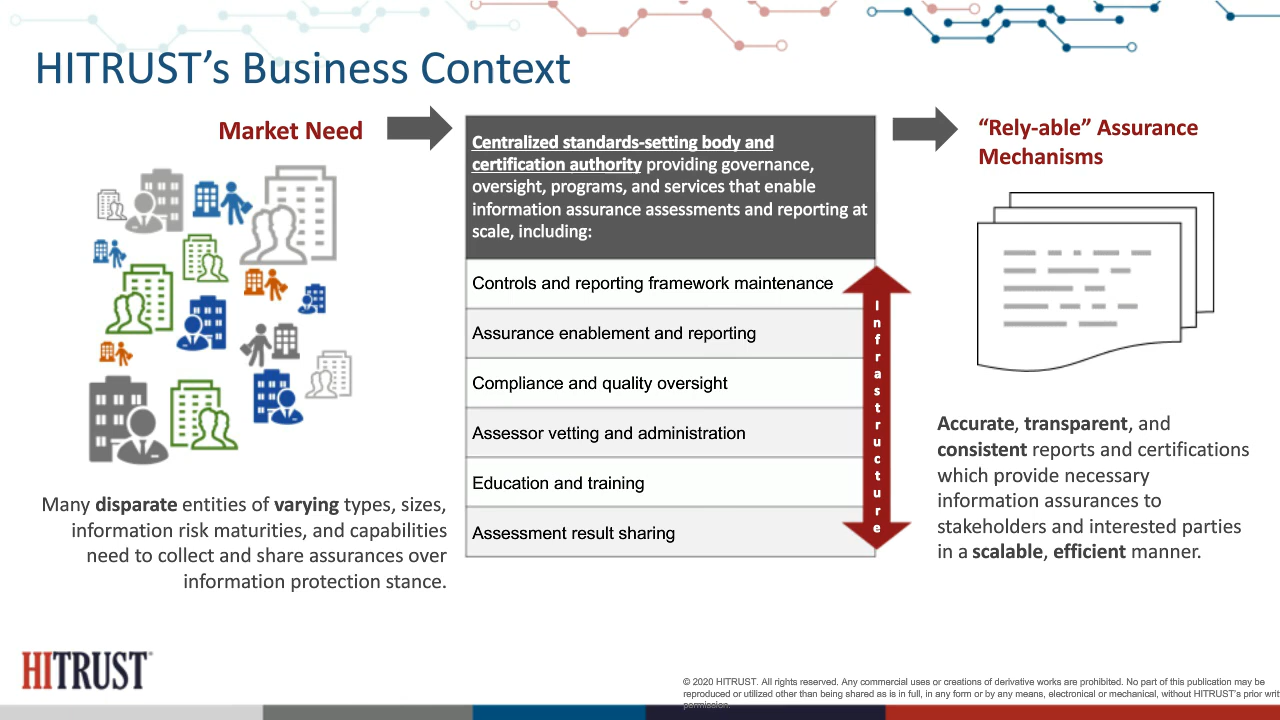 HITRUST’s Business Context
Market Need
Many disparate entities of varying types, sizes,
information risk maturities, and capabilities
need to collect and share assurances over
information protection stance.
Centralized standards-setting body and
certification authority providing governance,
oversight, programs, and services that enable
information assurance assessments and reporting at
scale, including:
Controls and reporting framework maintenance
Assurance enablement and reporting
Compliance and quality oversight
Assessor vetting and administration
Education and training
Assessment result sharing
Infrastructure
“Rely-able” Assurance
Mechanisms
Accurate, transparent, and
consistent reports and certifications
which provide necessary
information assurances to
stakeholders and interested parties
in a scalable, efficient manner.
HITRUST
© 2020 HITRUST. All rights reserved. Any commercial uses or creations of derivative works are prohibited. No part of this publication may be
reproduced or utilized other than being shared as is in full, in any form or by any means, electronical or mechanical, without HITRUST’s prior writ
permission.